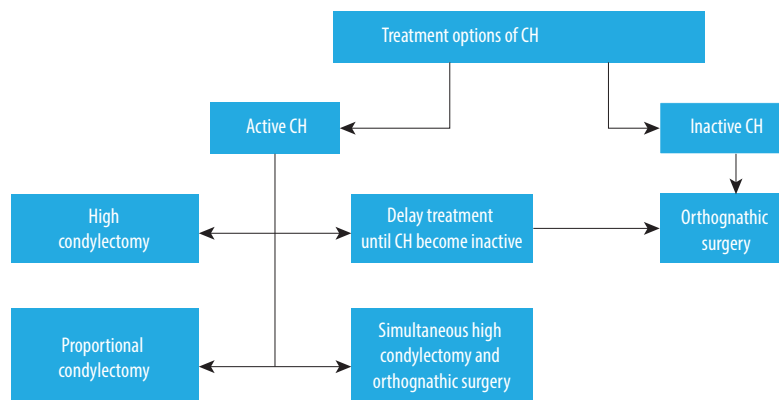 Treatment options of CH
Active CH
Inactive CH
High
condylectomy
Delay treatment
until CH become inactive
Orthognathic
surgery
Proportional
condylectomy
Simultaneous high
condylectomy and
orthognathic surgery